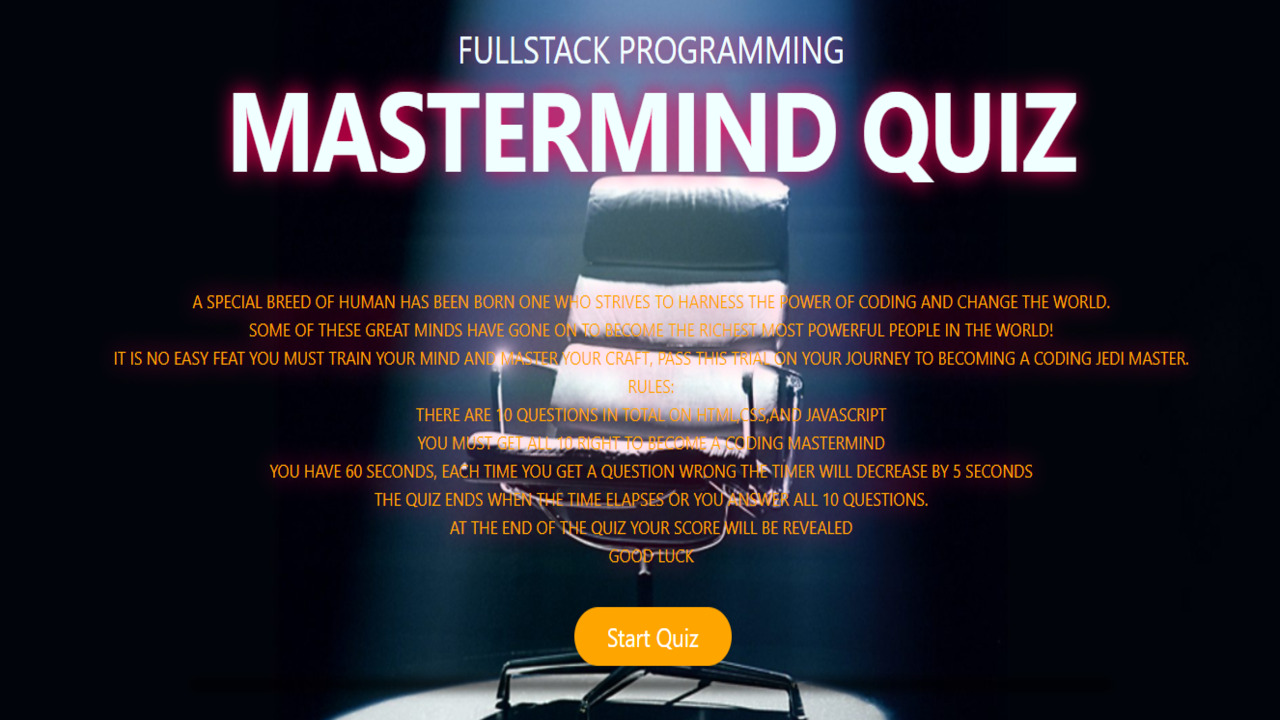 FULLSTACK PROGRAMMING
MASTERMIND QUIZ
A SPECIAL BREED OF HUMAN HAS BEEN BORN ONE WHO STRIVES TO HARNESS THE POWER OF CODING AND CHANGE THE WORLD.
SOME OF THESE GREAT MINDS HAVE GONE ON TO BECOME THE RICHEST MOST POWERFUL PEOPLE IN THE WORLD!
IT IS NO EASY FEAT YOU MUST TRAIN YOUR MIND AND MASTER YOUR CRAFT, PASS THIS TRIAL ON YOUR JOURNEY TO BECOMING A CODING JEDI MASTER.
RULES:
THERE ARE 10 QUESTIONS IN TOTAL ON HTML,CSS,AND JAVASCRIPT
YOU MUST GET ALL 10 RIGHT TO BECOME A CODING MASTERMIND
YOU HAVE 60 SECONDS, EACH TIME YOU GET A QUESTION WRONG THE TIMER WILL DECREASE BY 5 SECONDS
THE QUIZ ENDS WHEN THE TIME ELAPSES OR YOU ANSWER ALL 10 QUESTIONS.
AT THE END OF THE QUIZ YOUR SCORE WILL BE REVEALED
GOOD LUCK
Start Quiz